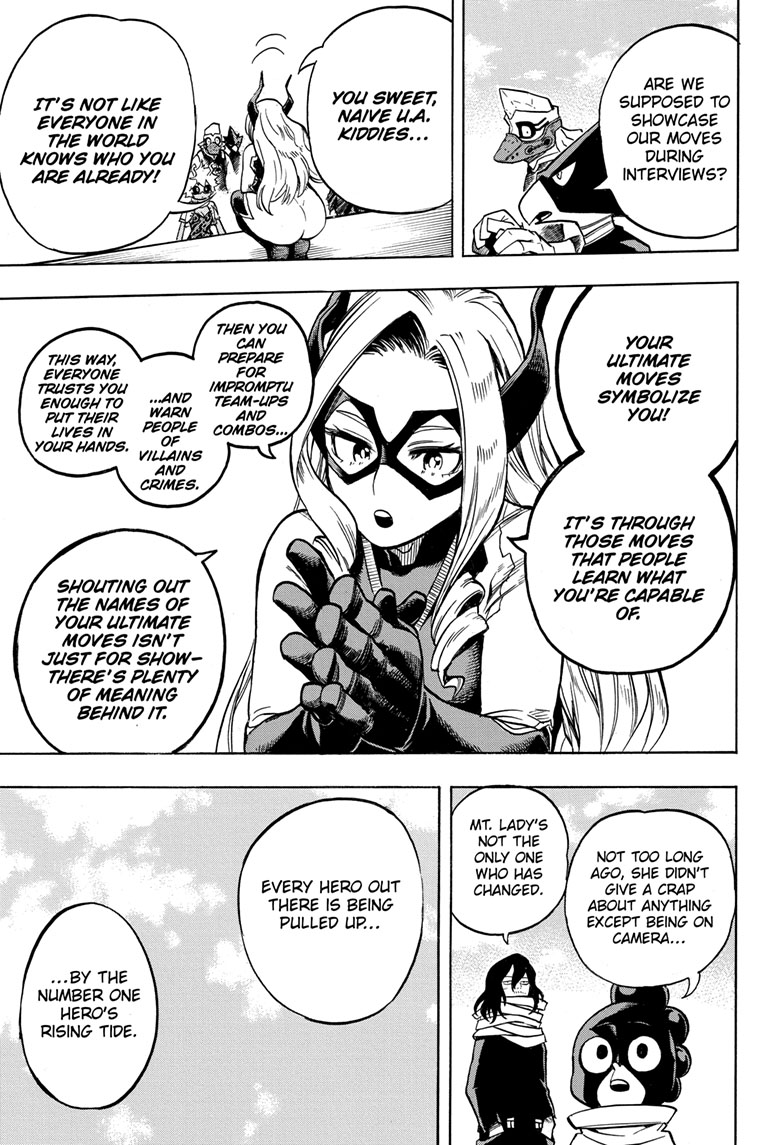 ARE WE
SUPPOSED TO
SHOWCASE
OUR MOVES
DURING
INTERVIEWS?
YOU SWEET,
NAIVE U.A.
KIDDIES...
IT'S NOT LIKE
EVERYONE IN
THE WORLD
KNOWS WHO YOU
ARE ALREADY!
YOUR
ULTIMATE
MOVES
SYMBOLIZE
YOU!
IT'S THROUGH
THOSE MOVES
THAT PEOPLE
LEARN WHAT
YOU'RE CAPABLE
OF.
THEN YOU
CAN
PREPARE
FOR
IMPROMPTU
TEAM-UPS
AND
COMBOS...
...AND
WARN
PEOPLE
OF
VILLAINS
AND
CRIMES.
THIS WAY,
EVERYONE
TRUSTS YOU
ENOUGH TO
PUT THEIR
LIVES IN
YOUR HANDS.
SHOUTING OUT
THE NAMES OF
YOUR ULTIMATE
MOVES ISN'T
JUST FOR SHOW—
THERE'S PLENTY
OF MEANING
BEHIND IT.
NOT TOO LONG
AGO, SHE DIDN'T
GIVE A CRAP
ABOUT ANYTHING
EXCEPT BEING ON
CAMERA...
MT. LADY'S
NOT THE
ONLY ONE
WHO HAS
CHANGED.
EVERY HERO OUT
THERE IS BEING
PULLED UP...
...BY THE
NUMBER ONE
HERO'S
RISING TIDE.